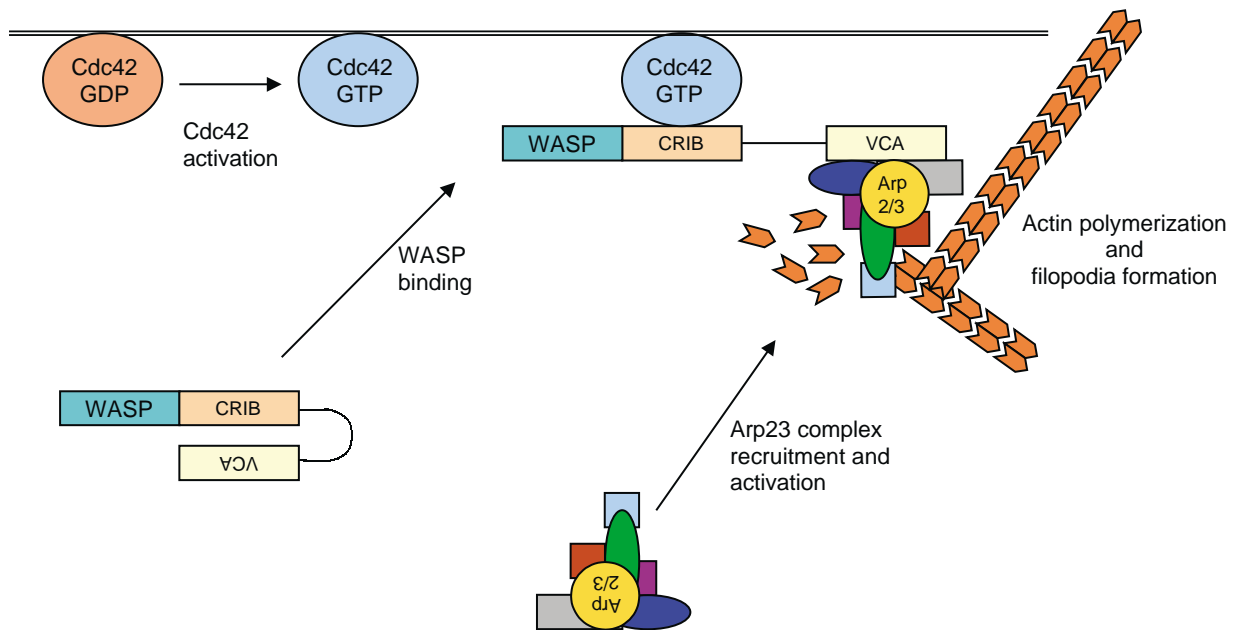 Cdc42
GDP
Cdc42
GTP
Cdc42
GTP
Cdc42
activation
WASP
CRIB
VCA
Arp
2/3
Actin polymerization
and
filopodia formation
WASP
binding
WASP
CRIB
VCA
Arp23 complex
recruitment and
activation
Arp
2/3